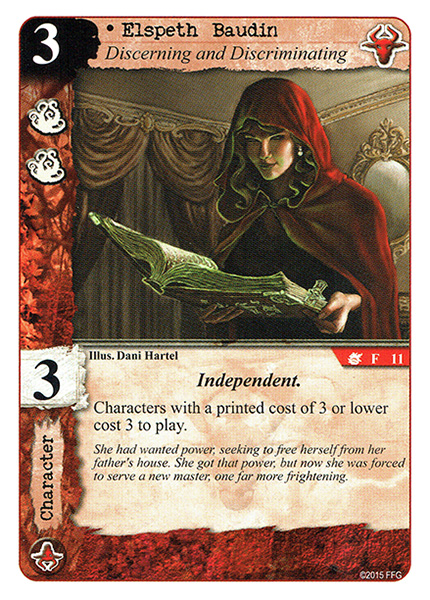 3
• Elspeth Baudin
Discerning and Discriminating
Illus. Dani Hartel
F 11
3
Independent.
Characters with a printed cost of 3 or lower
cost 3 to play.
She had wanted power, seeking to free herself from her
father's house. She got that power, but now she was forced
to serve a new master, one far more frightening.
Character
©2015 FFG